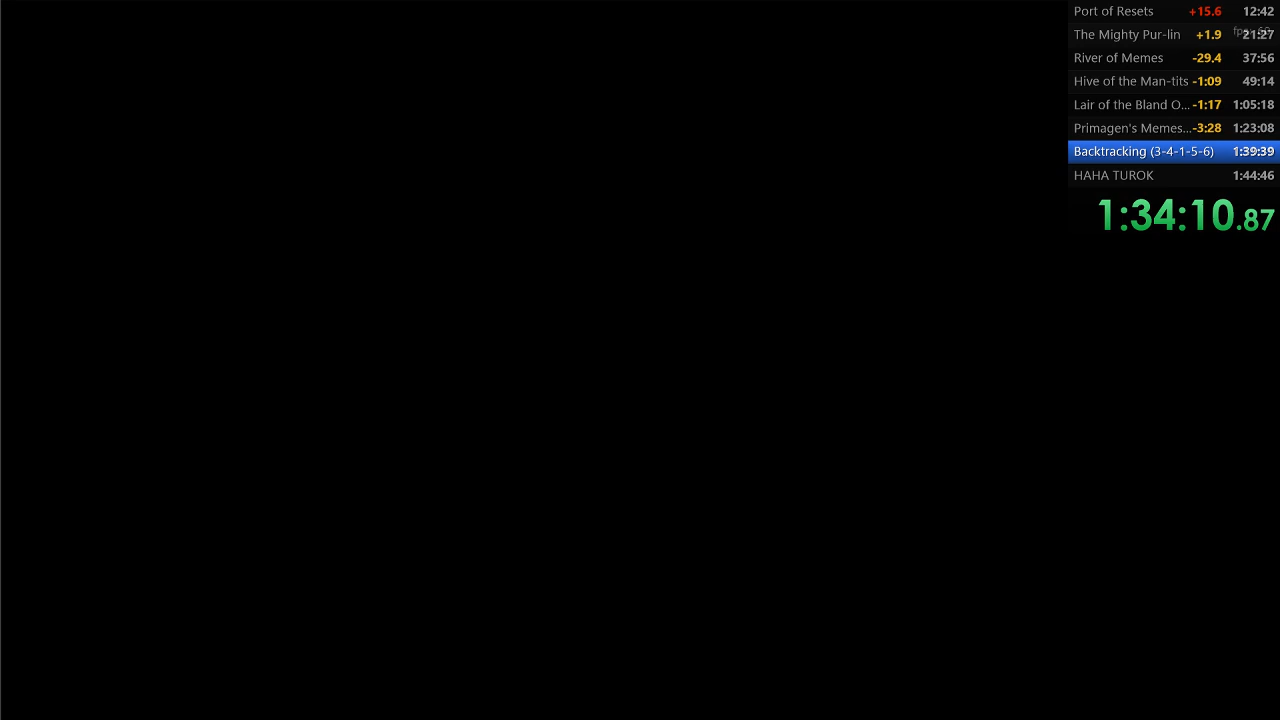 Port of Resets +15.6 12:42
The Mighty Pur-lin +1.9 21:27
River of Memes -29.4 37:56
Hive of the Man-tits -1:09 49:14
Lair of the Bland O... -1:17 1:05:18
Primagen's Memes... -3:28 1:23:08
Backtracking (3-4-1-5-6) 1:39:39
HAHA TUROK 1:44:46
1:34:10.87